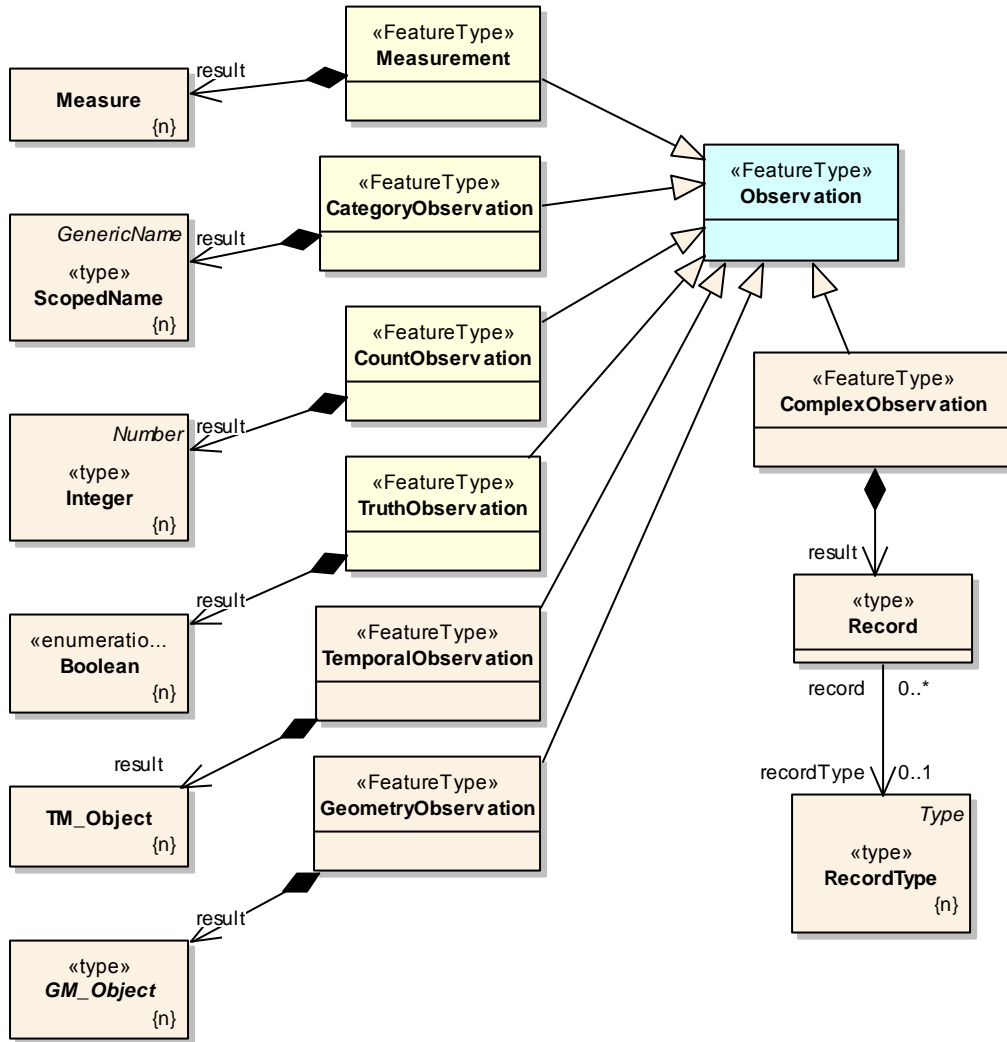 «FeatureType»
Measurement
result
Measure
{n}
«FeatureType»
Observation
«FeatureType»
CategoryObservation
GenericName
result
«type»
ScopedName
{n}
«FeatureType»
CountObservation
«FeatureType»
ComplexObservation
Number
result
«type»
Integer
{n}
«FeatureType»
TruthObservation
result
«type»
Record
result
«enumeratio...
Boolean
{n}
«FeatureType»
TemporalObservation
record 0..*
result
recordType 0..1
TM_Object
{n}
«FeatureType»
GeometryObservation
Type
«type»
RecordType
{n}
result
«type»
GM_Object
{n}